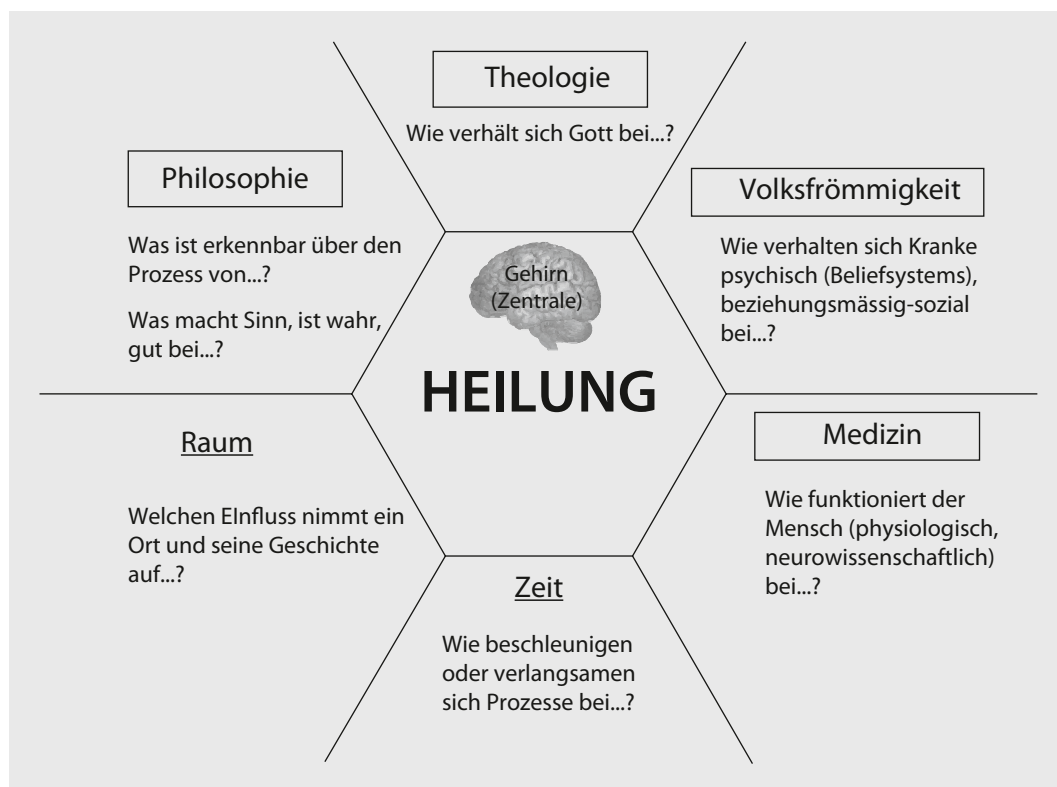 Theologie
Wie verhält sich Gott bei...?
Philosophie
Was ist erkennbar über den
Prozess von...?
Was macht Sinn, ist wahr,
gut bei...?
Volksfrömmigkeit
Wie verhalten sich Kranke
psychisch (Beliefsystems),
beziehungsmässig-sozial
bei...?
Gehirn
(Zentrale)
HEILUNG
Raum
Welchen EInfluss nimmt ein
Ort und seine Geschichte
auf...?
Medizin
Wie funktioniert der
Mensch (physiologisch,
neurowissenschaftlich)
bei...?
Zeit
Wie beschleunigen
oder verlangsamen
sich Prozesse bei...?